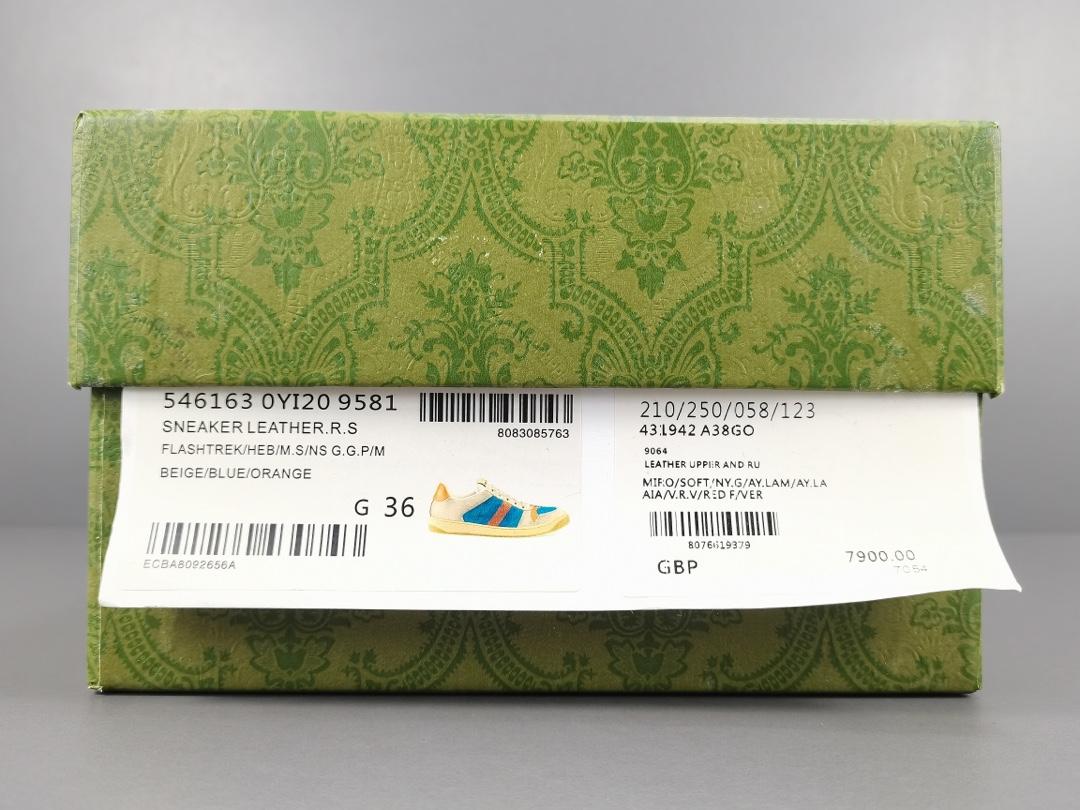 546163 0YI20 9581
8083085763
SNEAKER LEATHER.R.S
FLASHTREK/HEB/M.S/NS G.G.P/M
BEIGE/BLUE/ORANGE
G 36
ECBA8092656A
210/250/058/123
431942 A38GO
9064
LEATHER UPPER AND RU
MIF:O/SOFT/NY.G/AY.LAM/AY.LA
AIA/V.R.V/RED F/VER
8076619379
GBP
7900.00
7054